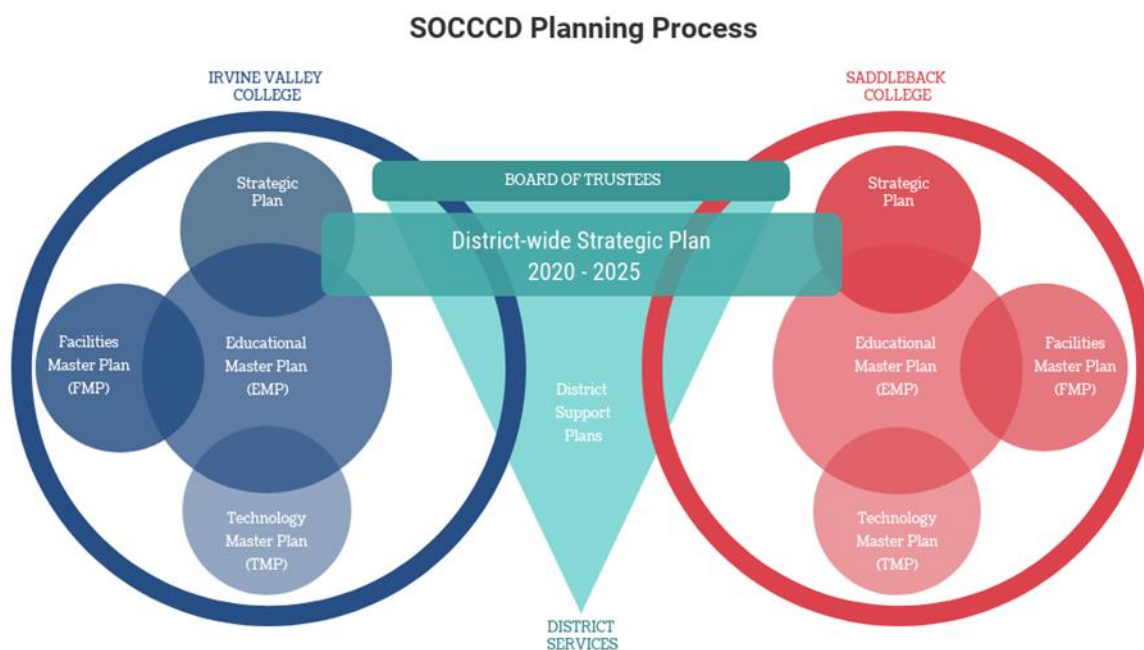 SOCCCD Planning Process
IRVINE VALLEY
COLLEGE
SADDLEBACK
COLLEGE
BOARD OF TRUSTEES
District-wide Strategic Plan
2020 - 2025
Strategic
Plan
Facilities
Master Plan
(FMP)
Educational
Master Plan
(EMP)
Technology
Master Plan
(TMP)
District
Support
Plans
DISTRICT
SERVICES
Strategic
Plan
Educational
Master Plan
(EMP)
Facilities
Master Plan
(FMP)
Technology
Master Plan
(TMP)